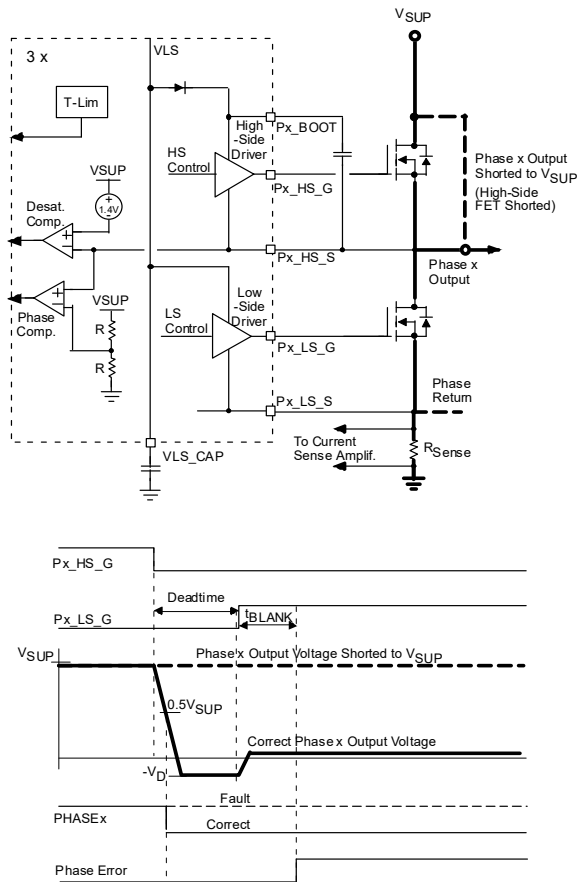 VSUP
VLS
3 x
T-Lim
High
-Side
Driver
Px_BOOT
HS
Control
Px_HS_G
Phase x Output
Shorted to VSUP
(High-Side
FET Shorted)
VSUP
+
1.4V
Desat.
Comp.
+
Px_HS_S
Phase x
Output
+
Phase
Comp.
VSUP
R
R
Low
-Side
Driver
LS
Control
Px_LS_G
Px_LS_S
Phase
Return
VLS_CAP
To Current
Sense Amplif.
RSense
Px_HS_G
Deadtime
Px_LS_G
tBLANK
VSUP
Phase x Output Voltage Shorted to VSUP
0.5VSUP
Correct Phase x Output Voltage
-VD
Fault
PHASEx
Correct
Phase Error